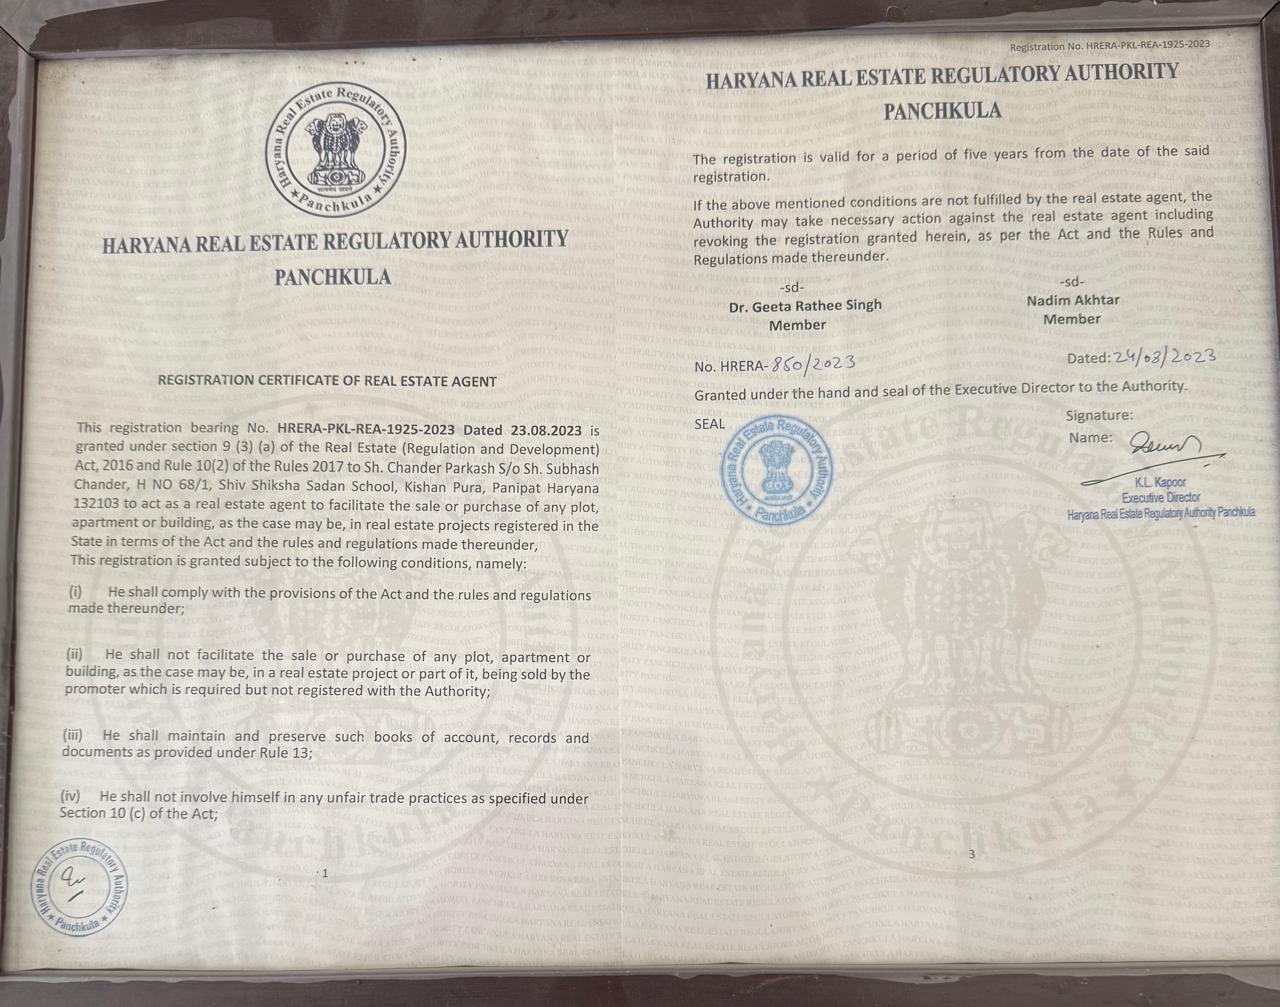 Haryana Real Estate Regulatory Authority
सत्यमेव जयते
★ Panchkula ★
HARYANA REAL ESTATE REGULATORY AUTHORITY
PANCHKULA
REGISTRATION CERTIFICATE OF REAL ESTATE AGENT
This registration bearing No. HRERA-PKL-REA-1925-2023 Dated 23.08.2023 is
granted under section 9 (3) (a) of the Real Estate (Regulation and Development)
Act, 2016 and Rule 10(2) of the Rules 2017 to Sh. Chander Parkash S/o Sh. Subhash
Chander, H NO 68/1, Shiv Shiksha Sadan School, Kishan Pura, Panipat Haryana
132103 to act as a real estate agent to facilitate the sale or purchase of any plot,
apartment or building, as the case may be, in real estate projects registered in the
State in terms of the Act and the rules and regulations made thereunder,
This registration is granted subject to the following conditions, namely:
(i) He shall comply with the provisions of the Act and the rules and regulations
made thereunder;
(ii) He shall not facilitate the sale or purchase of any plot, apartment or
building, as the case may be, in a real estate project or part of it, being sold by the
promoter which is required but not registered with the Authority;
(iii) He shall maintain and preserve such books of account, records and
documents as provided under Rule 13;
(iv) He shall not involve himself in any unfair trade practices as specified under
Section 10 (c) of the Act;
Haryana Real Estate Regulatory Authority
★ Panchkula ★
1
Registration No. HRERA-PKL-REA-1925-2023
HARYANA REAL ESTATE REGULATORY AUTHORITY
PANCHKULA
The registration is valid for a period of five years from the date of the said
registration.
If the above mentioned conditions are not fulfilled by the real estate agent, the
Authority may take necessary action against the real estate agent including
revoking the registration granted herein, as per the Act and the Rules and
Regulations made thereunder.
-sd- -sd-
Dr. Geeta Rathee Singh Nadim Akhtar
Member Member
No. HRERA-850/2023 Dated:24/08/2023
Granted under the hand and seal of the Executive Director to the Authority.
SEAL Signature:
Haryana Real Estate Regulatory Authority
★ Panchkula ★
Name:
K.L. Kapoor
Executive Director
Haryana Real Estate Regulatory Authority Panchkula
3